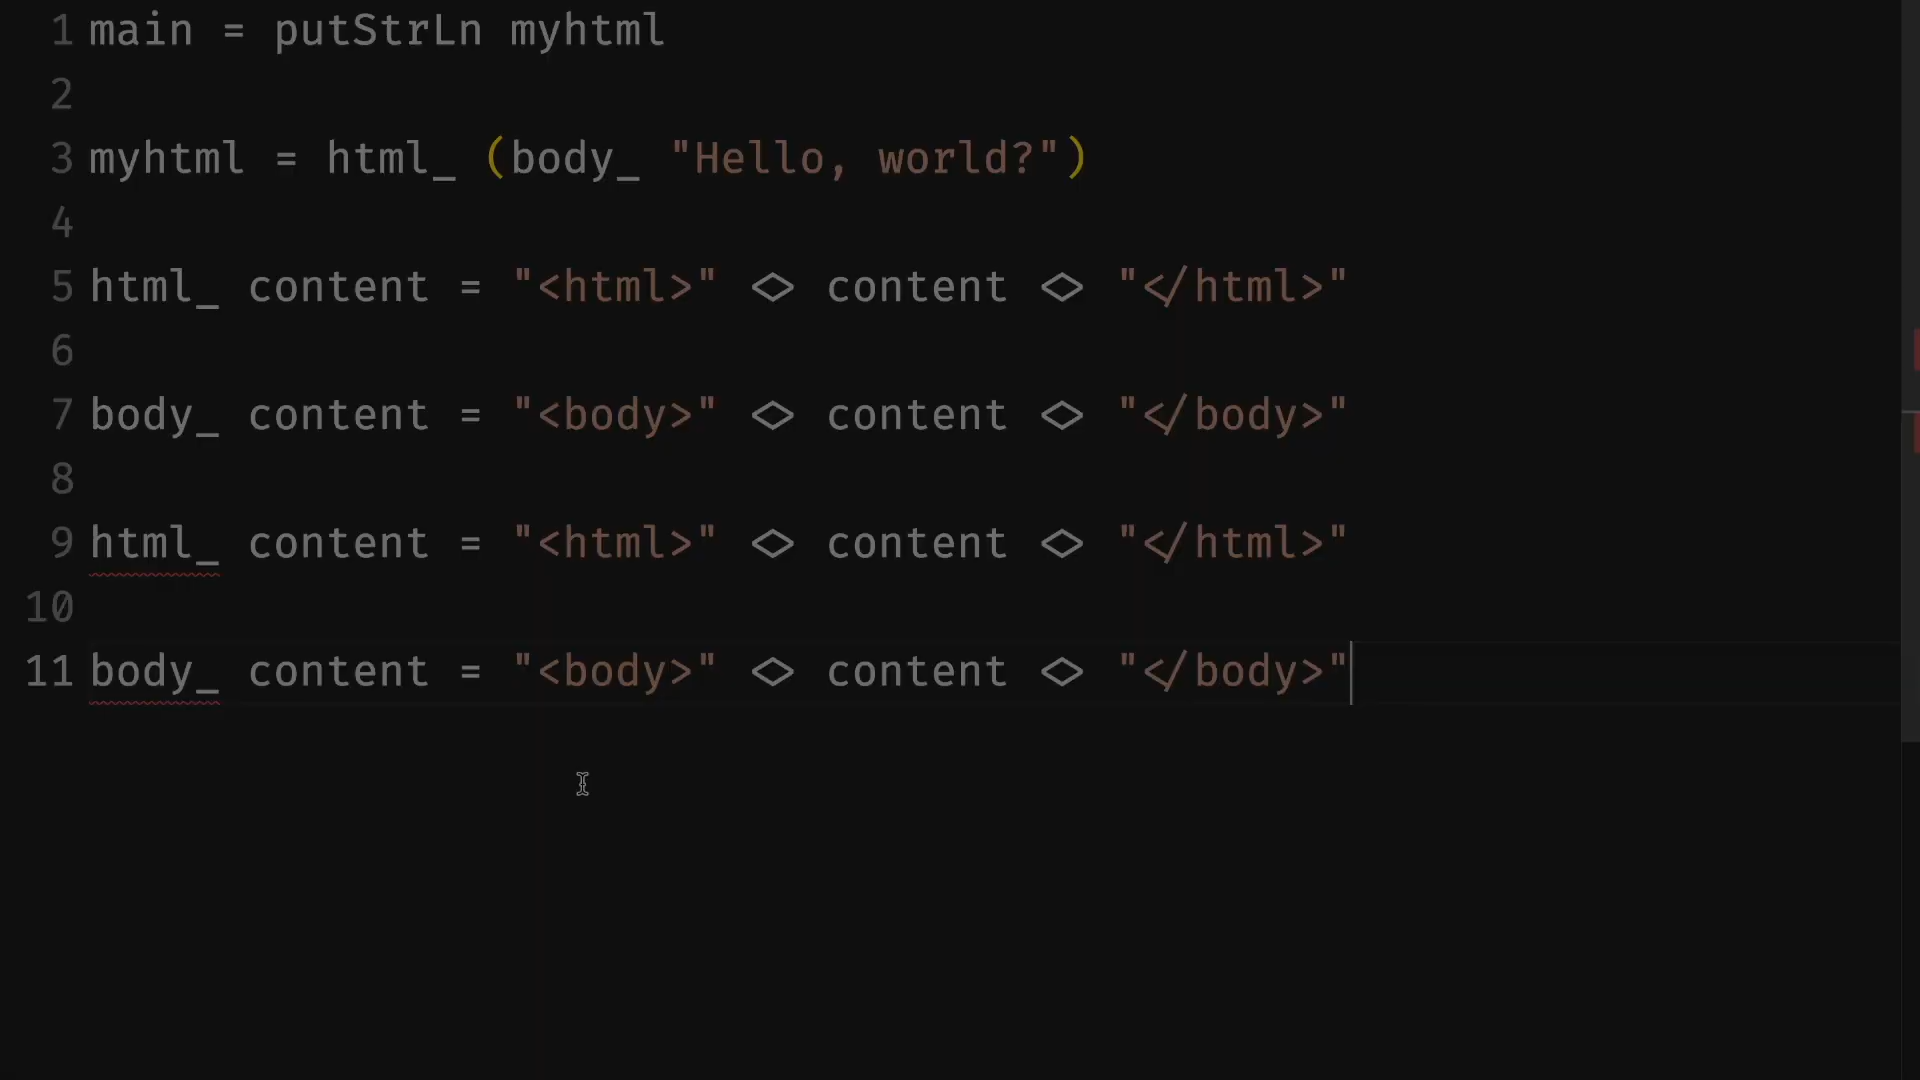 1 main = putStrLn myhtml
2
3 myhtml = html_ (body_ "Hello, world?")
4
5 html_ content = "<html>" <> content <> "</html>"
6
7 body_ content = "<body>" <> content <> "</body>"
8
9 html_ content = "<html>" <> content <> "</html>"
10
11 body_ content = "<body>" <> content <> "</body>"